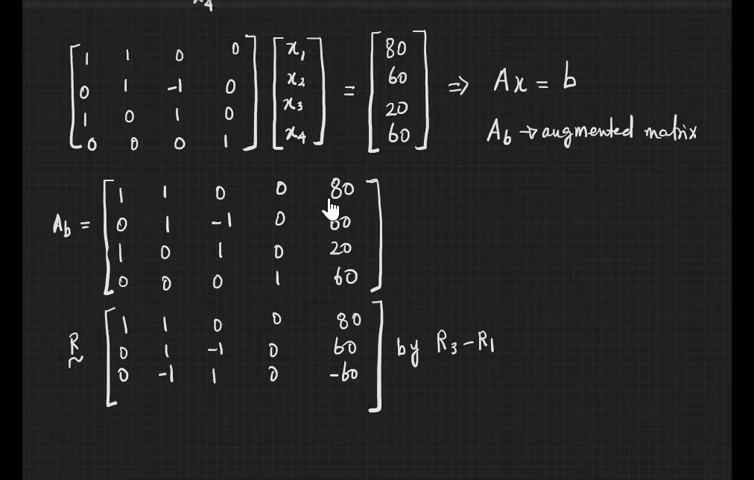 x₄
[1 1 0 0] [x₁] [80]
[0 1 -1 0] [x₂] = [60] ⇒ Ax = b
[1 0 1 0] [x₃] [20] A_b → augmented matrix
[0 0 0 1] [x₄] [60]
[1 1 0 0 80]
A_b = [0 1 -1 0 60]
[1 0 1 0 20]
[0 0 0 1 60]
[1 1 0 0 80]
R ~ [0 1 -1 0 60] by R₃-R₁
[0 -1 1 0 -60]